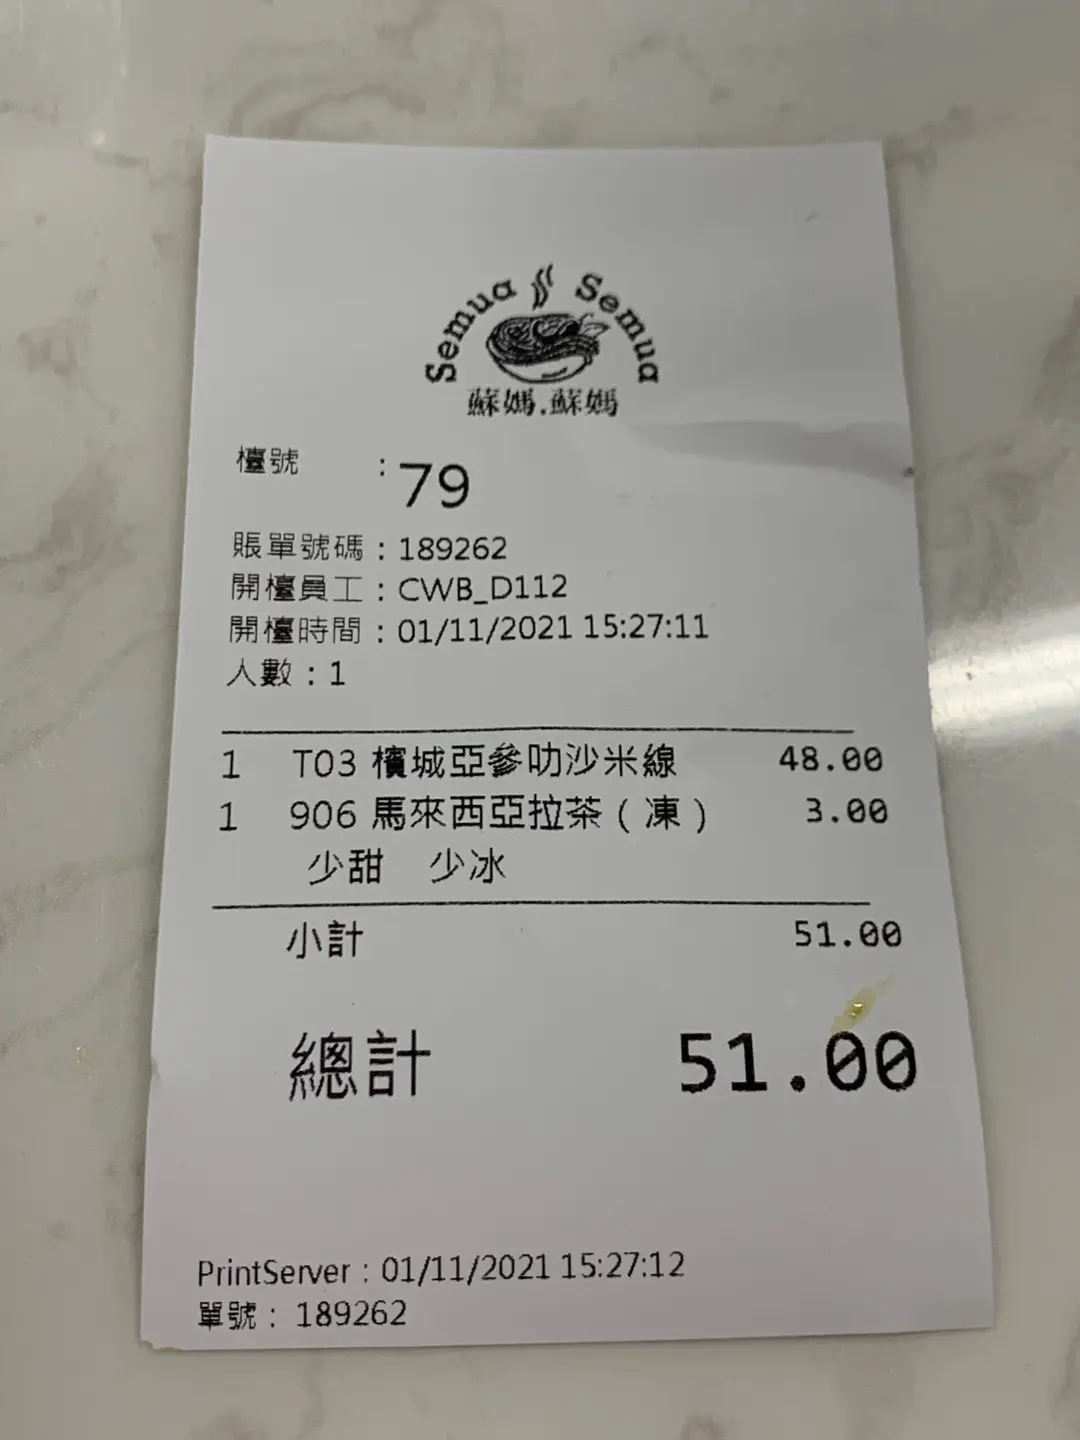 Semua Semua
蘇媽.蘇媽
檯號 : 79
賬單號碼 : 189262
開檯員工 : CWB_D112
開檯時間 : 01/11/2021 15:27:11
人數 : 1
1 T03 檳城亞參叻沙米線 48.00
1 906 馬來西亞拉茶 ( 凍 ) 3.00
少甜 少冰
小計 51.00
總計 51.00
PrintServer : 01/11/2021 15:27:12
單號 : 189262